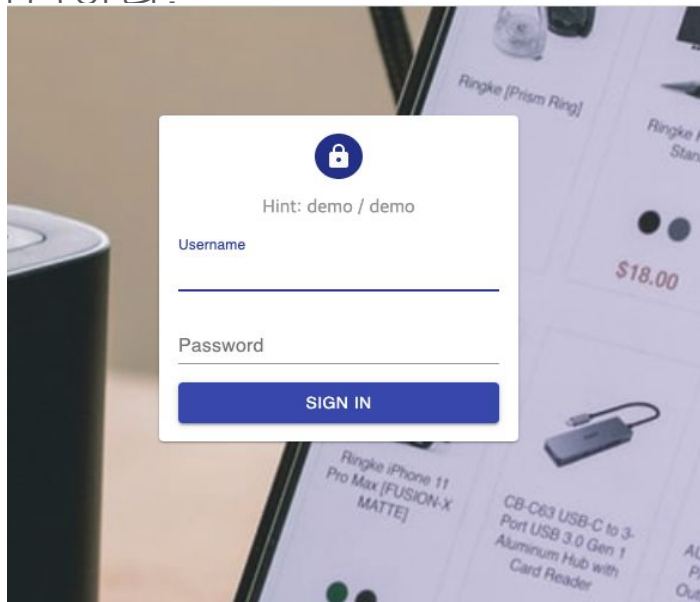 Hint: demo / demo
Username
Password
SIGN IN
Ringke [Prism Ring]
Ringke
Stan
$18.00
Ringke iPhone 11
Pro Max [FUSION-X
MATTE]
CB-C63 USB-C to 3-
Port USB 3.0 Gen 1
Aluminum Hub with
Card Reader